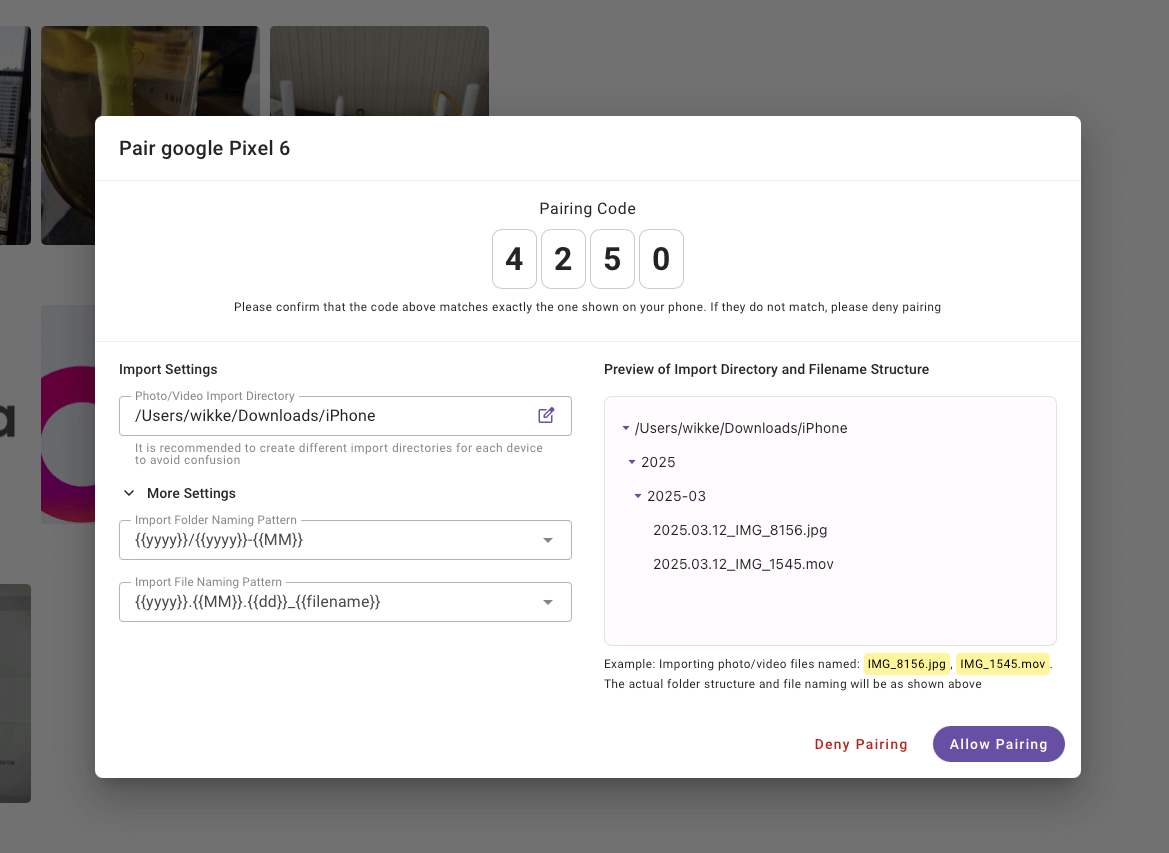 Pair google Pixel 6
Pairing Code
4 2 5 0
Please confirm that the code above matches exactly the one shown on your phone. If they do not match, please deny pairing
Import Settings
Photo/Video Import Directory
/Users/wikke/Downloads/iPhone
It is recommended to create different import directories for each device
to avoid confusion
More Settings
Import Folder Naming Pattern
{{yyyy}}/{{yyyy}}-{{MM}}
Import File Naming Pattern
{{yyyy}}.{{MM}}.{{dd}}_{{filename}}
Preview of Import Directory and Filename Structure
/Users/wikke/Downloads/iPhone
2025
2025-03
2025.03.12_IMG_8156.jpg
2025.03.12_IMG_1545.mov
Example: Importing photo/video files named: IMG_8156.jpg , IMG_1545.mov .
The actual folder structure and file naming will be as shown above
Deny Pairing
Allow Pairing